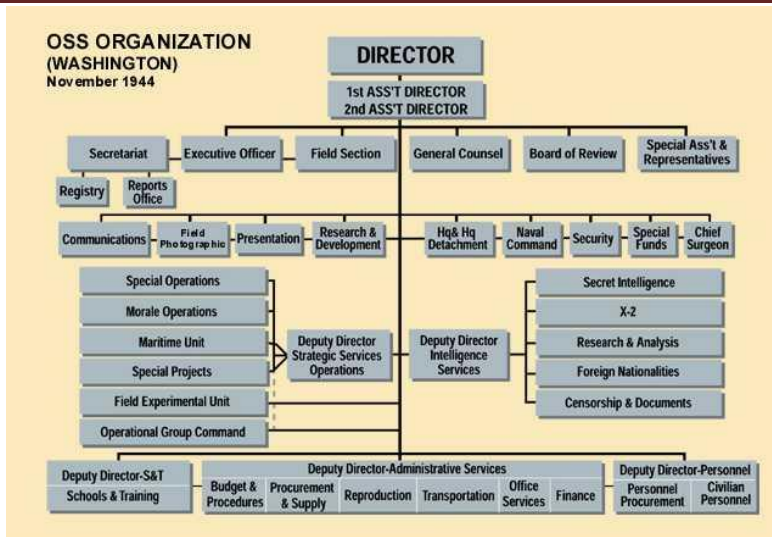 OSS ORGANIZATION
(WASHINGTON)
November 1944
DIRECTOR
1st ASS'T DIRECTOR
2nd ASS'T DIRECTOR
Secretariat
Executive Officer
Field Section
General Counsel
Board of Review
Special Ass't &
Representatives
Registry
Reports
Office
Communications
Field
Photographic
Presentation
Research &
Development
Hq& Hq
Detachment
Naval
Command
Security
Special
Funds
Chief
Surgeon
Special Operations
Morale Operations
Maritime Unit
Special Projects
Field Experimental Unit
Operational Group Command
Deputy Director
Strategic Services
Operations
Deputy Director
Intelligence
Services
Secret Intelligence
X-2
Research & Analysis
Foreign Nationalities
Censorship & Documents
Deputy Director-S&T
Schools & Training
Deputy Director-Administrative Services
Budget &
Procedures
Procurement
& Supply
Reproduction
Transportation
Office
Services
Finance
Deputy Director-Personnel
Personnel
Procurement
Civilian
Personnel